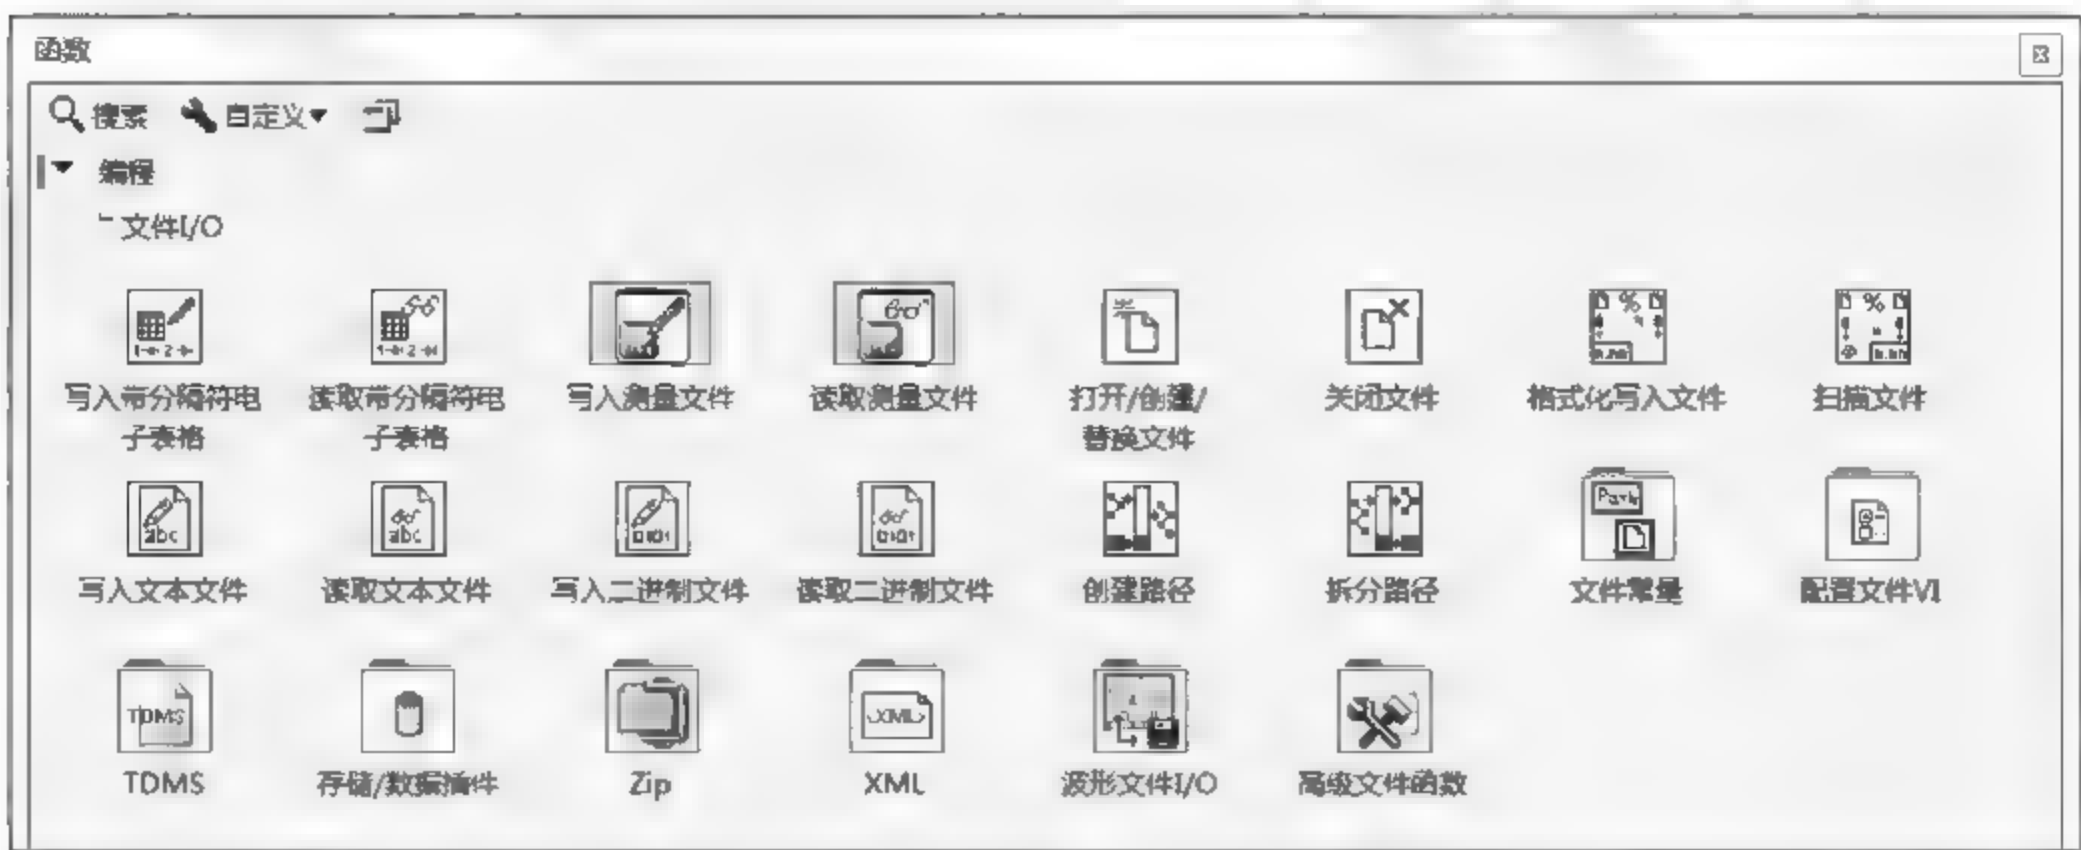 函数
搜索 自定义
编程
文件I/O
写入带分隔符电 读取带分隔符电 写入测量文件 读取测量文件 打开/创建/ 关闭文件 格式化写入文件 扫描文件
子表格 子表格 替换文件
abc abc
写入文本文件 读取文本文件 写入二进制文件 读取二进制文件 创建路径 拆分路径 文件常量 配置文件VI
TDMS XML
TDMS 存储/数据插件 Zip XML 波形文件I/O 高级文件函数